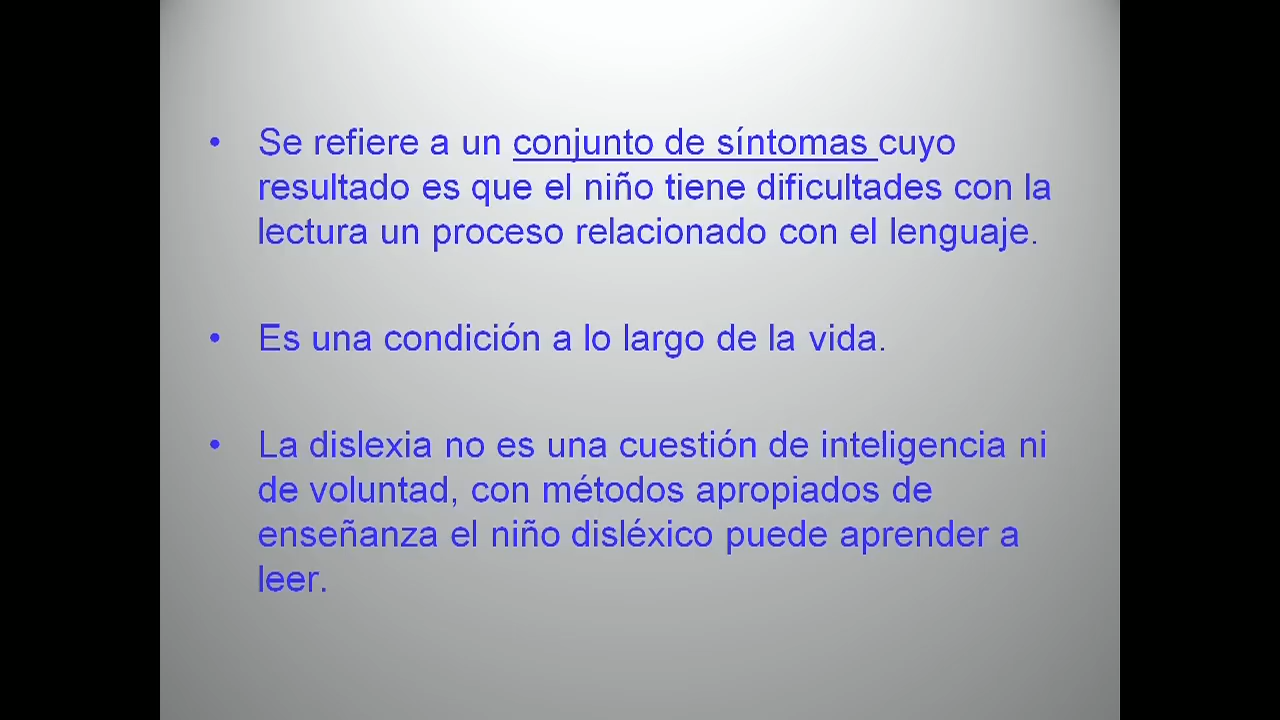 • Se refiere a un conjunto de síntomas cuyo
resultado es que el niño tiene dificultades con la
lectura un proceso relacionado con el lenguaje.
• Es una condición a lo largo de la vida.
• La dislexia no es una cuestión de inteligencia ni
de voluntad, con métodos apropiados de
enseñanza el niño disléxico puede aprender a
leer.